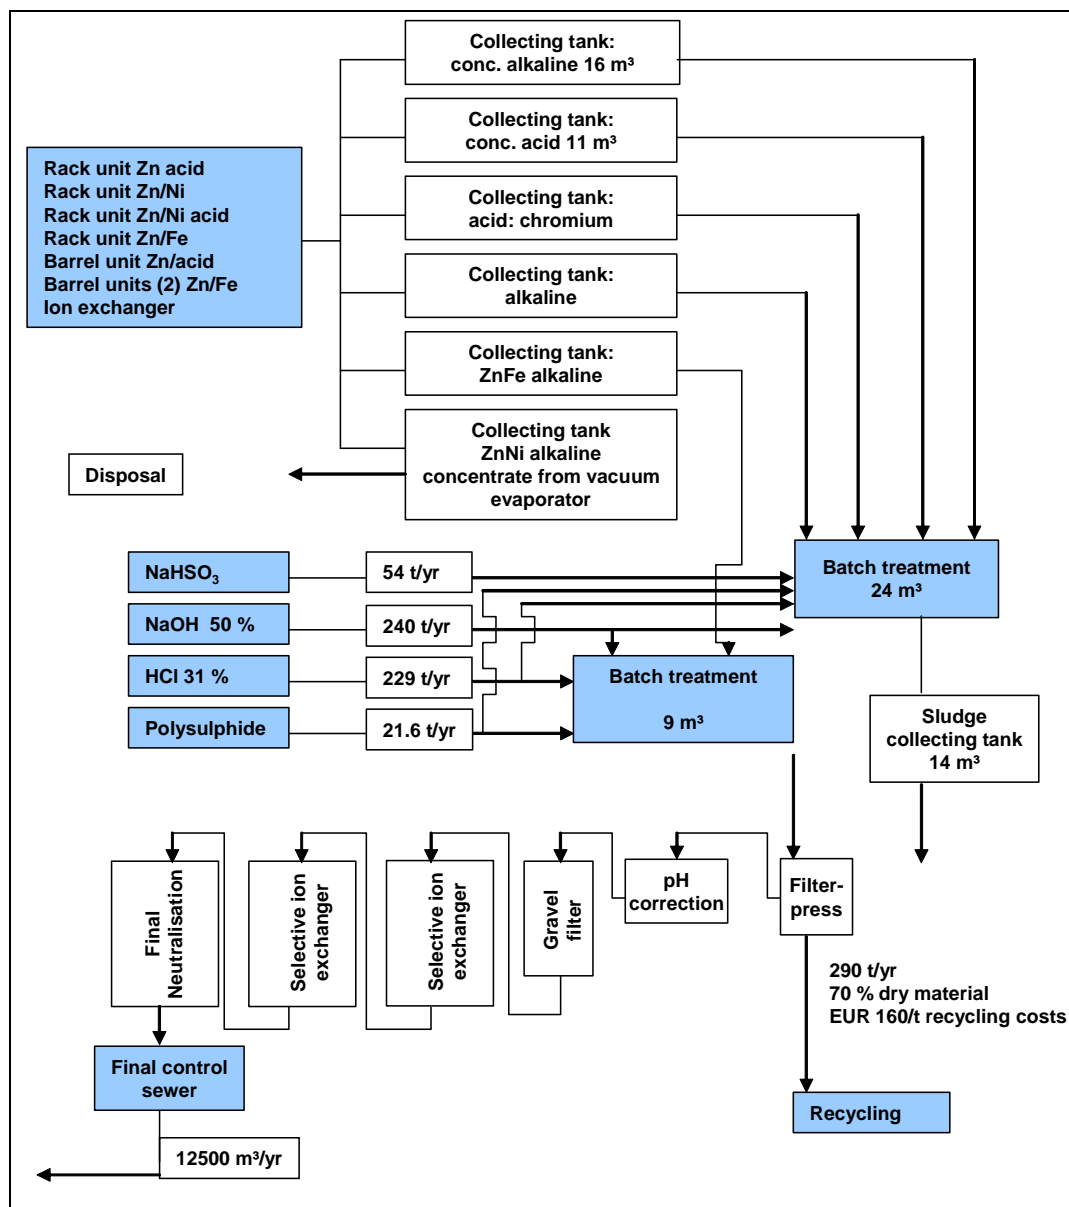 Collecting tank:
conc. alkaline 16 m³
Collecting tank:
conc. acid 11 m³
Rack unit Zn acid
Rack unit Zn/Ni
Rack unit Zn/Ni acid
Rack unit Zn/Fe
Barrel unit Zn/acid
Barrel units (2) Zn/Fe
Ion exchanger
Collecting tank:
acid: chromium
Collecting tank:
alkaline
Collecting tank:
ZnFe alkaline
Collecting tank
ZnNi alkaline
concentrate from vacuum
evaporator
Disposal
NaHSO₃
54 t/yr
Batch treatment
24 m³
NaOH 50 %
240 t/yr
HCl 31 %
229 t/yr
Batch treatment
9 m³
Polysulphide
21.6 t/yr
Sludge
collecting tank
14 m³
Final
Neutralisation
Selective ion
exchanger
Selective ion
exchanger
Gravel
filter
pH
correction
Filter-
press
290 t/yr
70 % dry material
EUR 160/t recycling costs
Final control
sewer
Recycling
12500 m³/yr